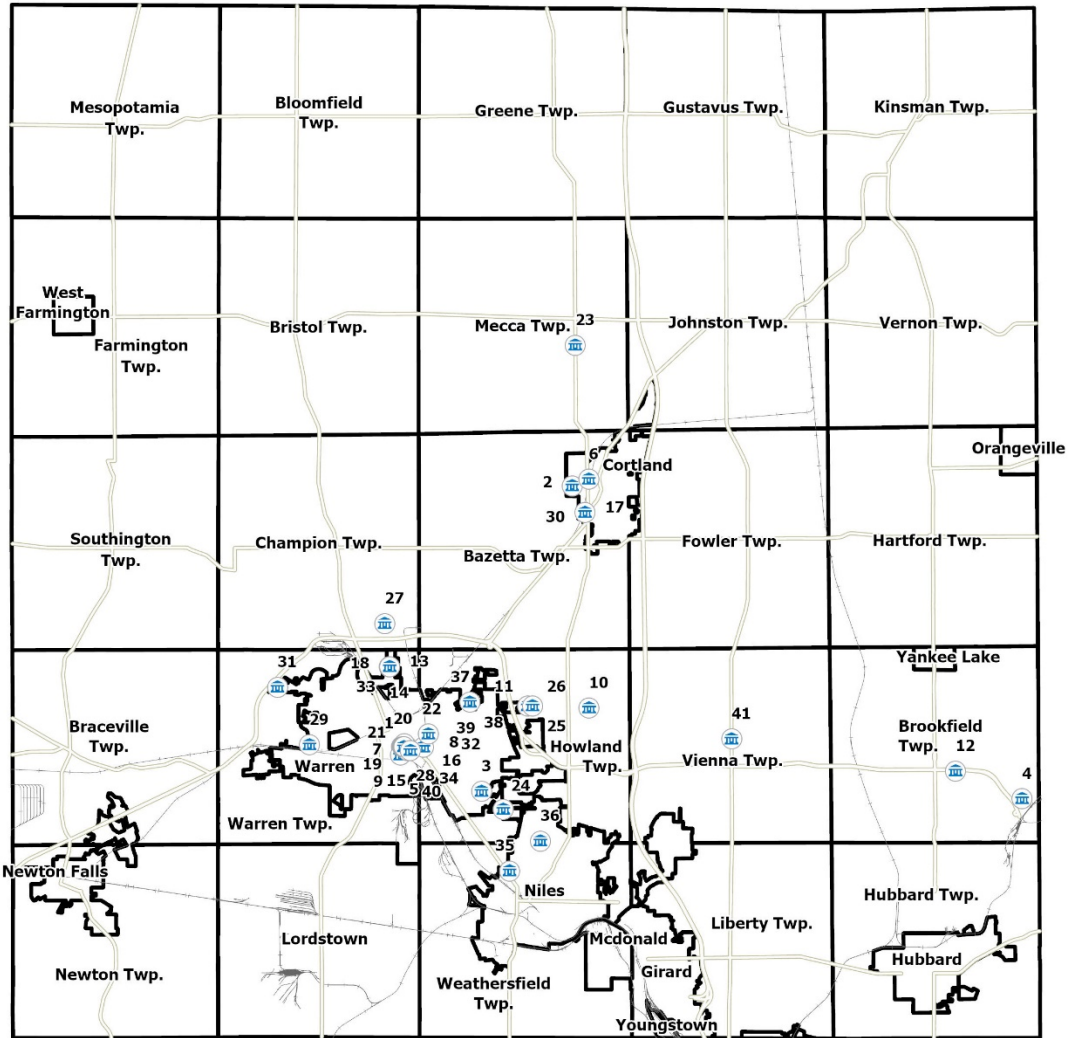 Mesopotamia
Twp.
Bloomfield
Twp.
Greene Twp.
Gustavus Twp.
Kinsman Twp.
West
Farmington
Farmington
Twp.
Bristol Twp.
Mecca Twp.
23
Johnston Twp.
Vernon Twp.
Orangeville
6
Cortland
2
30
17
Southington
Twp.
Champion Twp.
Bazetta Twp.
Fowler Twp.
Hartford Twp.
27
31
18
13
33
14
37
11
26
10
Yankee Lake
29
1
20
22
38
25
41
21
39
7
8
32
Braceville
Twp.
Warren
19
16
3
Howland
Twp.
Vienna Twp.
Brookfield
Twp.
12
9
15
28
34
5
40
24
4
Warren Twp.
36
35
Newton Falls
Niles
Hubbard Twp.
Lordstown
Mcdonald
Liberty Twp.
Newton Twp.
Weathersfield
Twp.
Girard
Hubbard
Youngstown